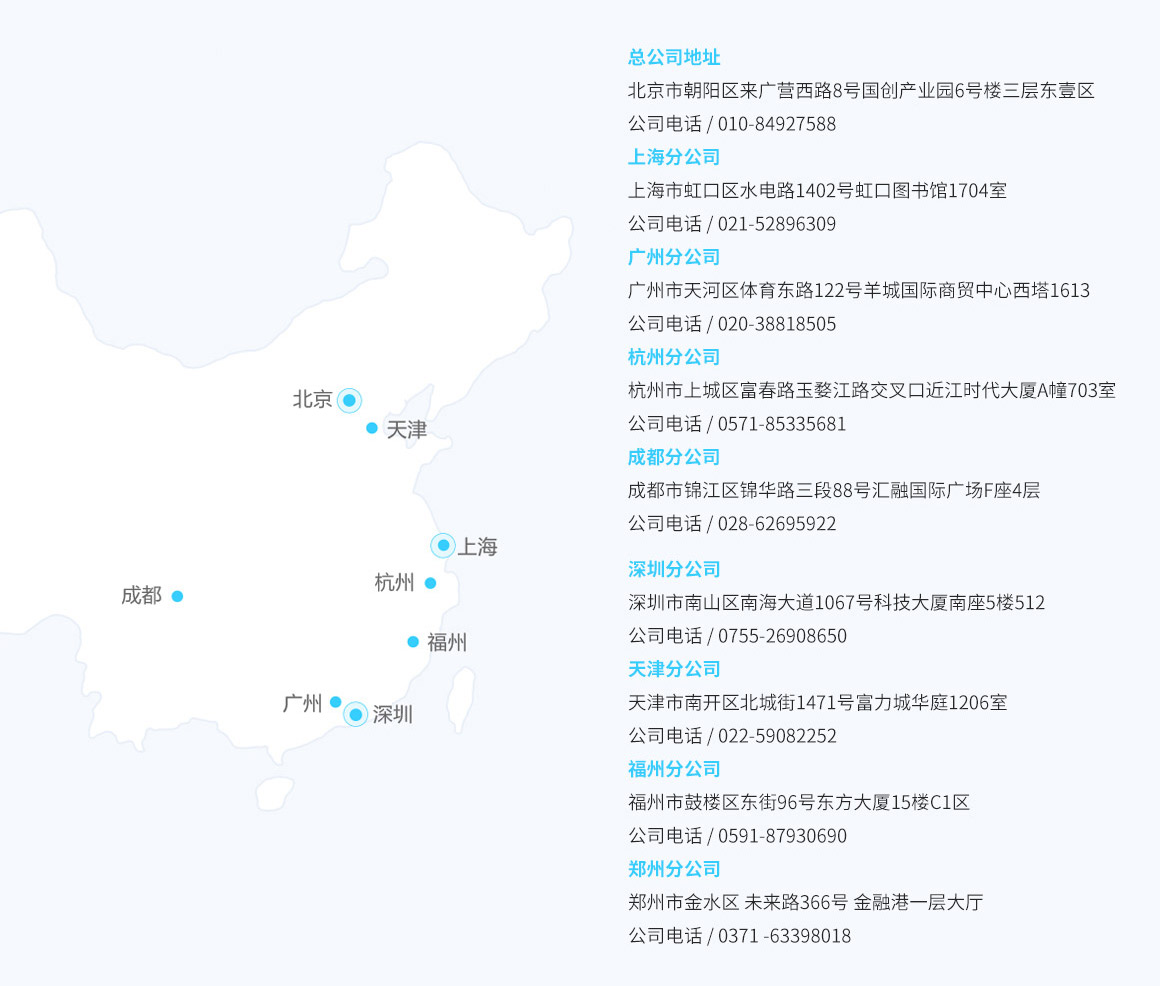 北京
天津
上海
杭州
成都
福州
广州
深圳
总公司地址
北京市朝阳区来广营西路8号国创产业园6号楼三层东壹区
公司电话 / 010-84927588
上海分公司
上海市虹口区水电路1402号虹口图书馆1704室
公司电话 / 021-52896309
广州分公司
广州市天河区体育东路122号羊城国际商贸中心西塔1613
公司电话 / 020-38818505
杭州分公司
杭州市上城区富春路玉婺江路交叉口近江时代大厦A幢703室
公司电话 / 0571-85335681
成都分公司
成都市锦江区锦华路三段88号汇融国际广场F座4层
公司电话 / 028-62695922
深圳分公司
深圳市南山区南海大道1067号科技大厦南座5楼512
公司电话 / 0755-26908650
天津分公司
天津市南开区北城街1471号富力城华庭1206室
公司电话 / 022-59082252
福州分公司
福州市鼓楼区东街96号东方大厦15楼C1区
公司电话 / 0591-87930690
郑州分公司
郑州市金水区 未来路366号 金融港一层大厅
公司电话 / 0371 -63398018